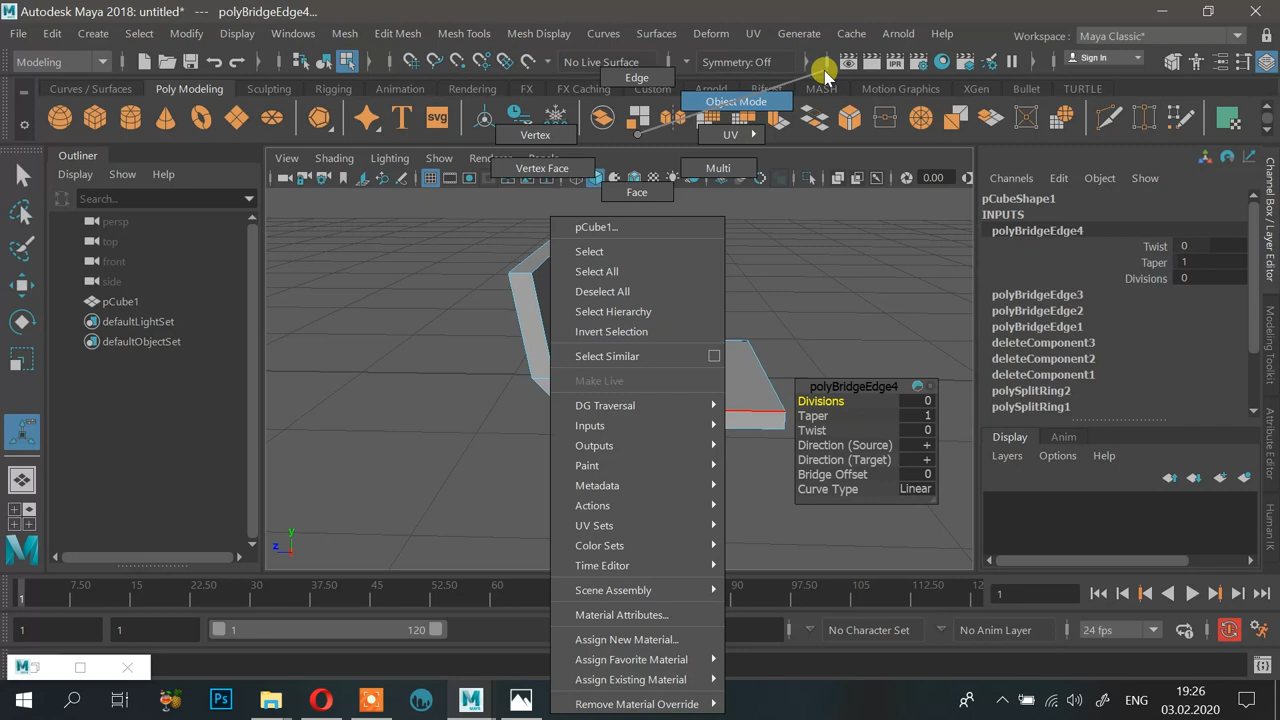 Autodesk Maya 2018: untitled*   ---   polyBridgeEdge4...
File Edit Create Select Modify Display Windows Mesh Edit Mesh Mesh Tools Mesh Display Curves Surfaces Deform UV Generate Cache Arnold Help
Workspace: Maya Classic*
Modeling
No Live Surface
Symmetry: Off
Sign In
Edge
Curves / Surfaces Poly Modeling Sculpting Rigging Animation Rendering FX FX Caching Custom Arnold Bifrost MASH Motion Graphics XGen Bullet TURTLE
Object Mode
SVG
Vertex
UV
Vertex Face
Multi
Face
Outliner
Display Show Help
Search...
persp
top
front
side
pCube1
defaultLightSet
defaultObjectSet
View Shading Lighting Show
0.00
pCube1...
Select
Select All
Deselect All
Select Hierarchy
Invert Selection
Select Similar
Make Live
DG Traversal
Inputs
Outputs
Paint
Metadata
Actions
UV Sets
Color Sets
Time Editor
Scene Assembly
Material Attributes...
Assign New Material...
Assign Favorite Material
Assign Existing Material
Remove Material Override
polyBridgeEdge4
Divisions 0
Taper 1
Twist 0
Direction (Source) +
Direction (Target) +
Bridge Offset 0
Curve Type Linear
y
z
Channels Edit Object Show
pCubeShape1
INPUTS
polyBridgeEdge4
Twist 0
Taper 1
Divisions 0
polyBridgeEdge3
polyBridgeEdge2
polyBridgeEdge1
deleteComponent3
deleteComponent2
deleteComponent1
polySplitRing2
polySplitRing1
Display Anim
Layers Options Help
Channel Box / Layer Editor
Modeling Toolkit
Human IK
1
7.50 15 22.50 30 37.50 45 52.50 60 90 97.50 105 112.50 120
1
1 1 1 120
No Character Set
No Anim Layer
24 fps
Ps
ENG
19:26
03.02.2020